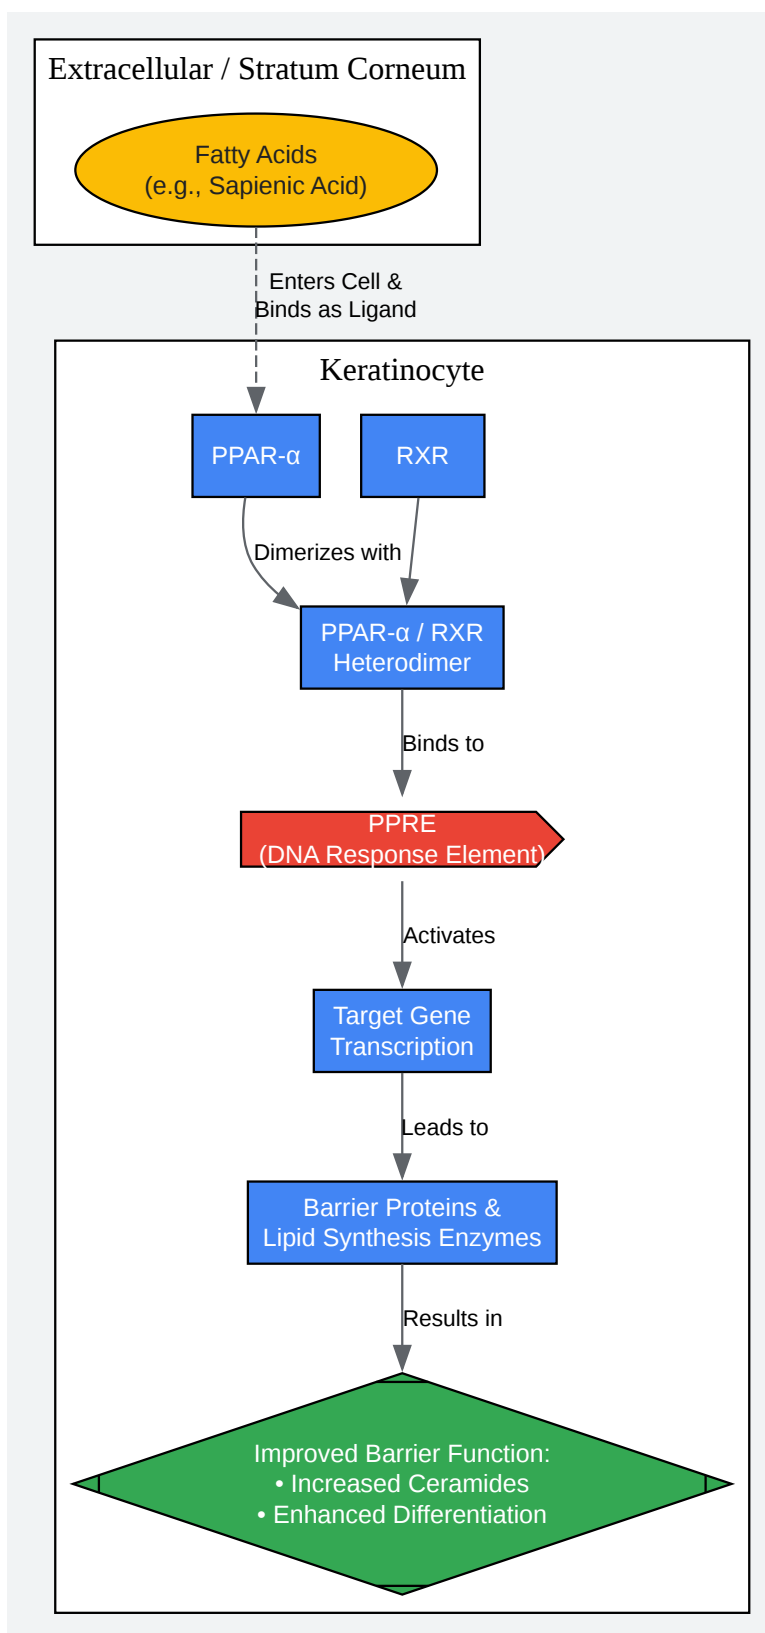 Extracellular / Stratum Corneum
Fatty Acids
(e.g., Sapienic Acid)
Enters Cell &
Binds as Ligand
Keratinocyte
PPAR-α
RXR
Dimerizes with
PPAR-α / RXR
Heterodimer
Binds to
PPRE
(DNA Response Element)
Activates
Target Gene
Transcription
Leads to
Barrier Proteins &
Lipid Synthesis Enzymes
Results in
Improved Barrier Function:
• Increased Ceramides
• Enhanced Differentiation